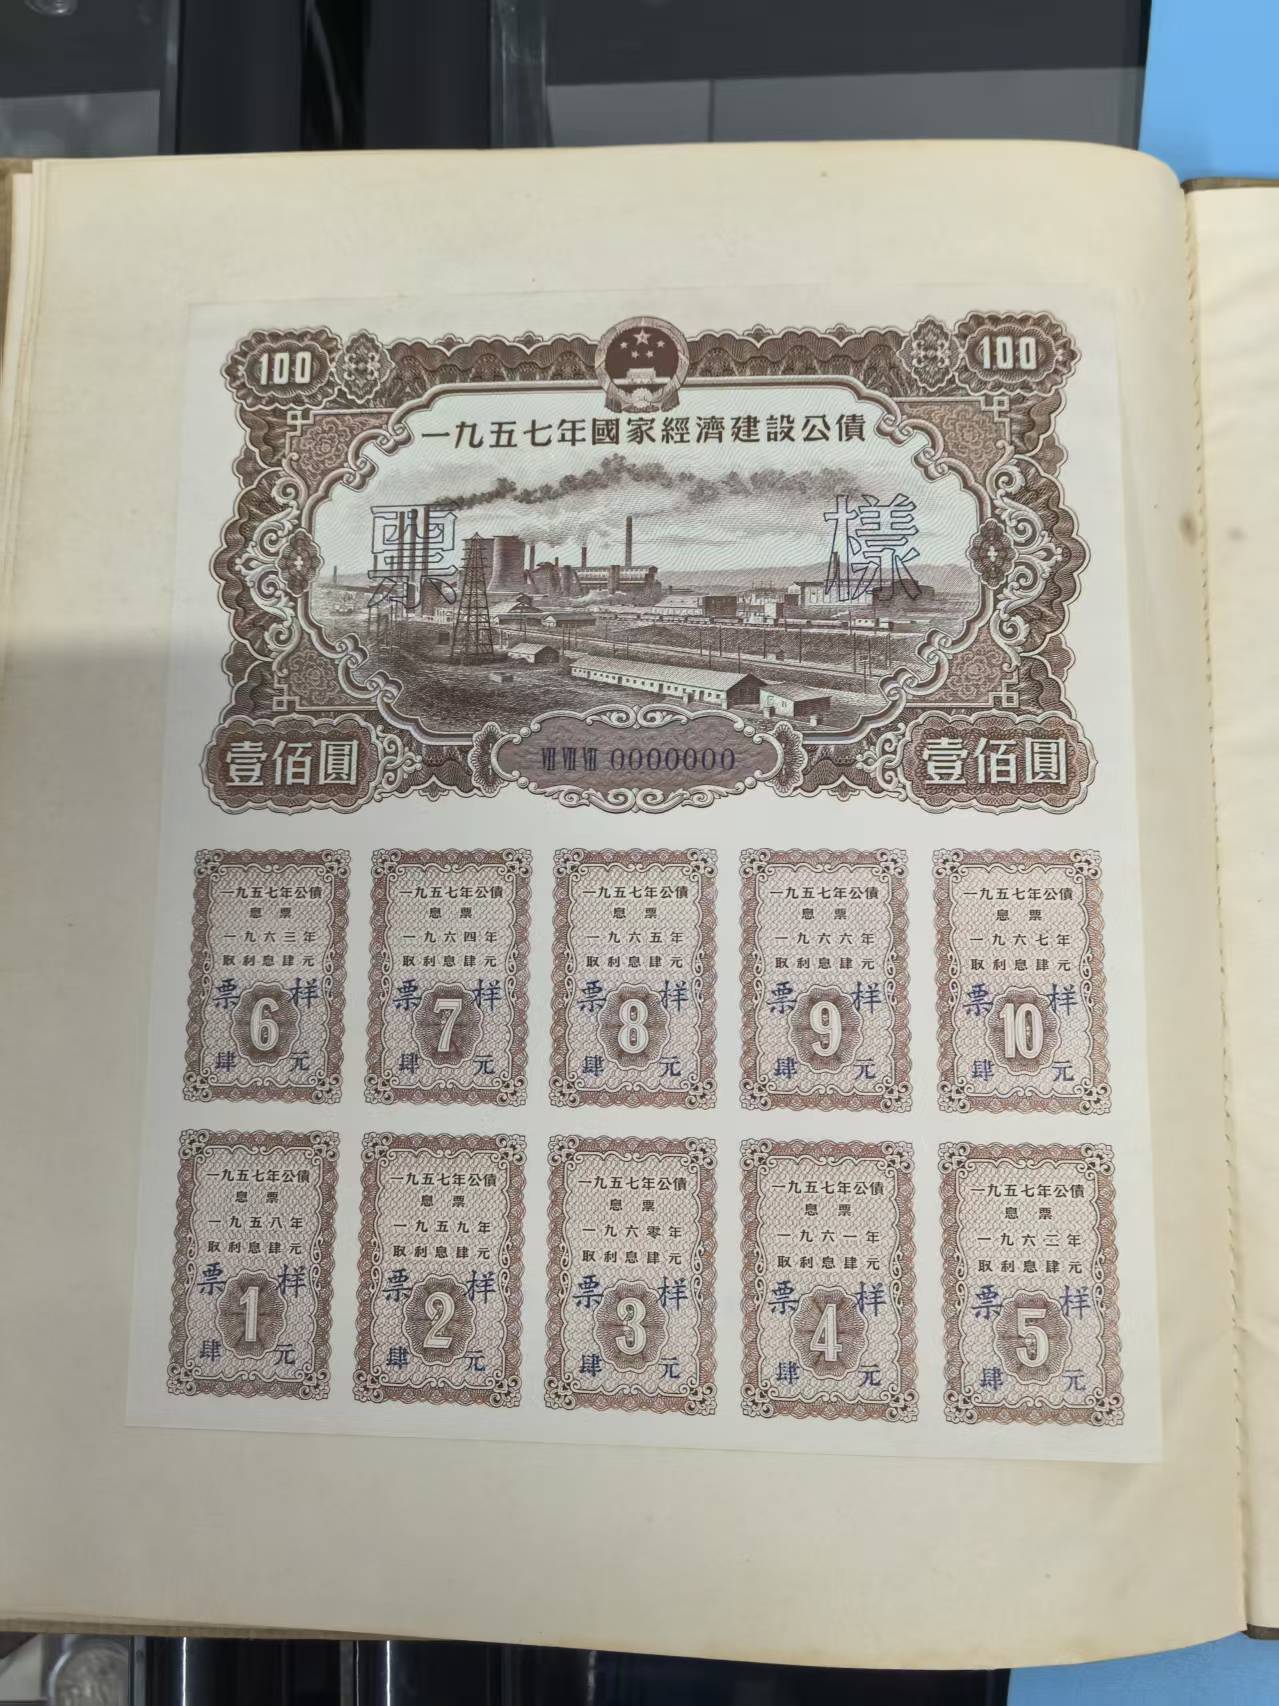 100
100
一九五七年國家經濟建設公債
票 樣
壹佰圓
Ⅶ Ⅶ Ⅶ 0000000
壹佰圓
一九五七年公債
息票
一九六三年
取利息肆元
票 样
6
肆 元
一九五七年公債
息票
一九六四年
取利息肆元
票 样
7
肆 元
一九五七年公債
息票
一九六五年
取利息肆元
票 样
8
肆 元
一九五七年公債
息票
一九六六年
取利息肆元
票 样
9
肆 元
一九五七年公債
息票
一九六七年
取利息肆元
票 样
10
肆 元
一九五七年公債
息票
一九五八年
取利息肆元
票 样
1
肆 元
一九五七年公債
息票
一九五九年
取利息肆元
票 样
2
肆 元
一九五七年公債
息票
一九六零年
取利息肆元
票 样
3
肆 元
一九五七年公債
息票
一九六一年
取利息肆元
票 样
4
肆 元
一九五七年公債
息票
一九六二年
取利息肆元
票 样
5
肆 元